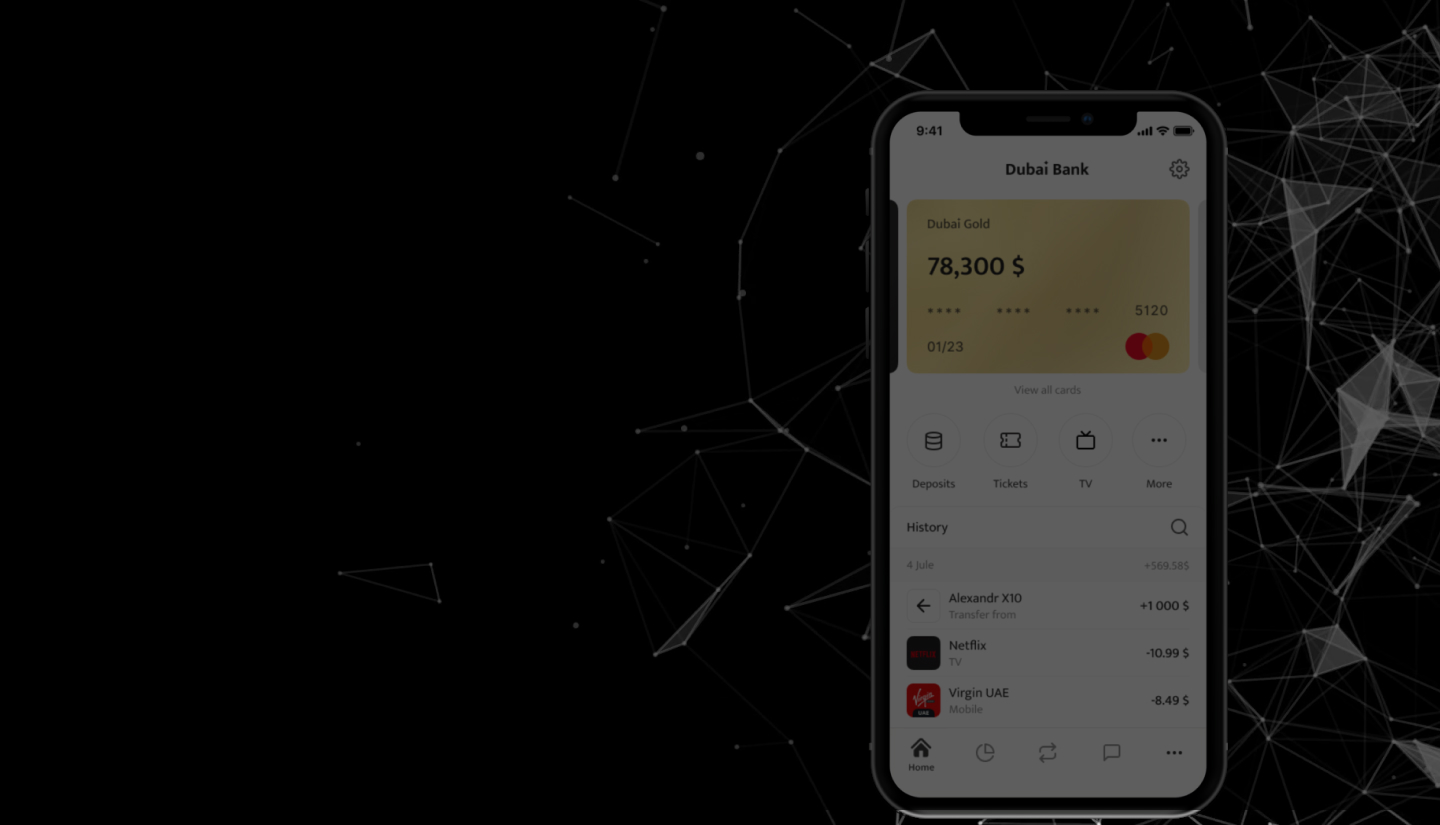 9:41
Dubai Bank
Dubai Gold
78,300 $
**** **** **** 5120
01/23
View all cards
Deposits Tickets TV More
History
4 Jule +569.58$
Alexandr X10
Transfer from +1 000 $
NETFLIX
Netflix
TV -10.99 $
Virgin
UAE
Virgin UAE
Mobile -8.49 $
Home